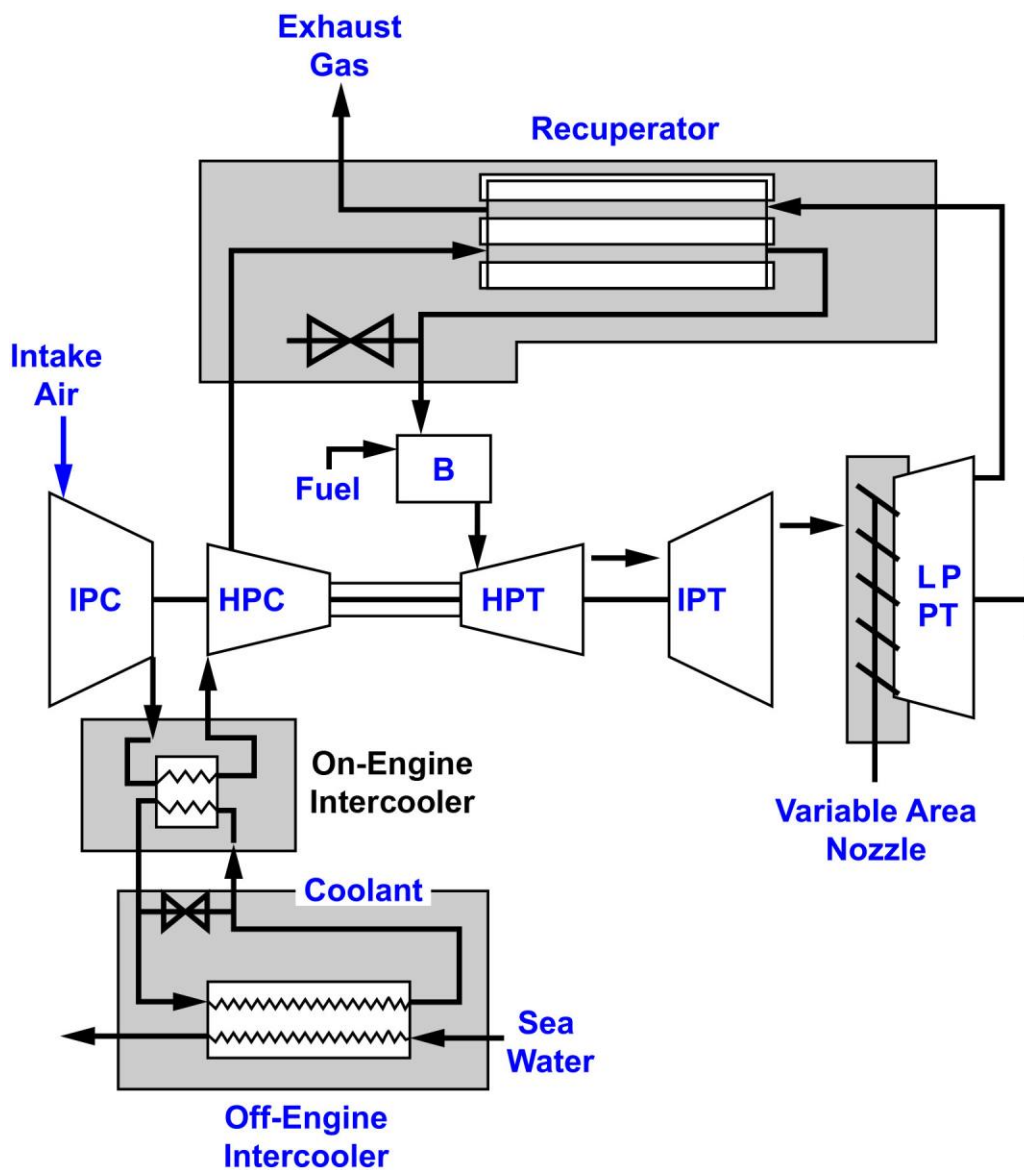 Exhaust
Gas
Recuperator
Intake
Air
Fuel
B
IPC
HPC
HPT
IPT
LP
PT
On-Engine
Intercooler
Variable Area
Nozzle
Coolant
Sea
Water
Off-Engine
Intercooler